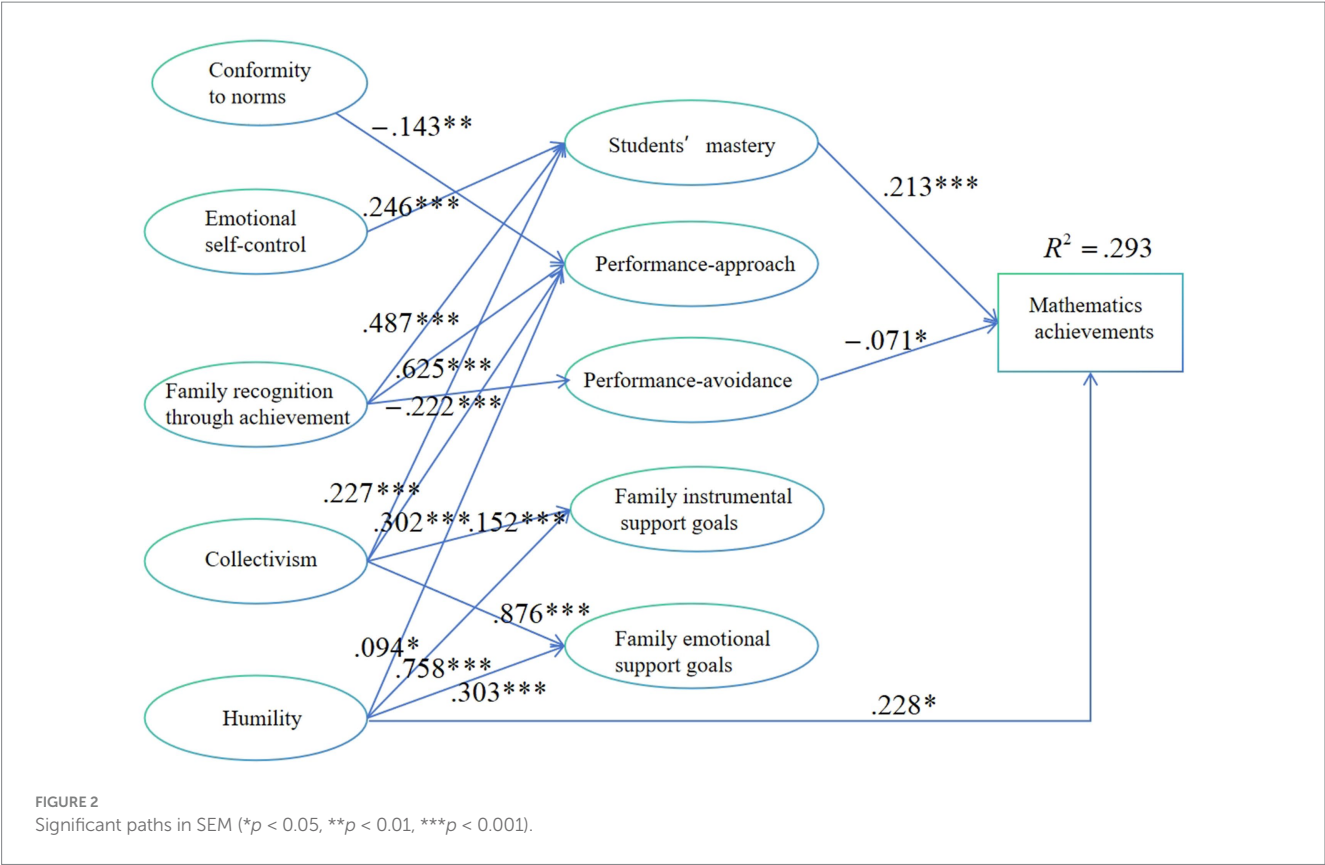 Conformity
to norms
−.143**
Students’ mastery
.213***
Emotional
self-control
.246***
Performance-approach
R² = .293
Mathematics
achievements
.487***
−.071*
Family recognition
through achievement
.625***
Performance-avoidance
−.222***
.227***
.302***
.152***
Family instrumental
support goals
Collectivism
.876***
Family emotional
support goals
.094*
.758***
.303***
Humility
.228*
FIGURE 2
Significant paths in SEM (*p < 0.05, **p < 0.01, ***p < 0.001).